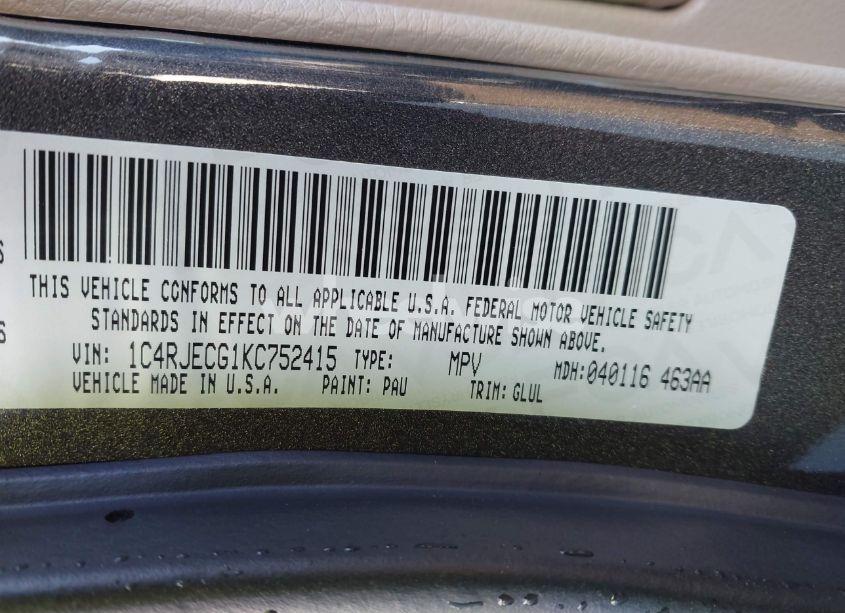 THIS VEHICLE CONFORMS TO ALL APPLICABLE U.S.A. FEDERAL MOTOR VEHICLE SAFETY
STANDARDS IN EFFECT ON THE DATE OF MANUFACTURE SHOWN ABOVE.
VIN: 1C4RJECG1KC752415 TYPE: MPV MDH:040116 463AA
VEHICLE MADE IN U.S.A. PAINT: PAU TRIM: GLUL